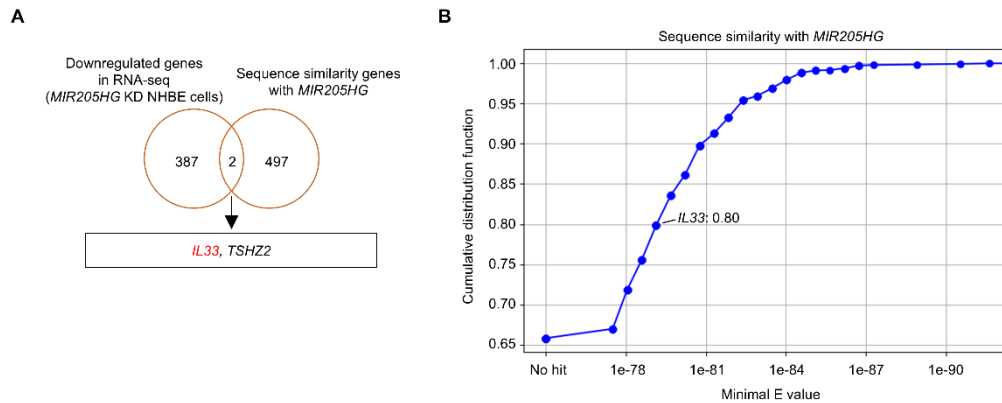 A
Downregulated genes
in RNA-seq
(MIR205HG KD NHBE cells)
Sequence similarity genes
with MIR205HG
387
2
497
IL33, TSHZ2
B
Sequence similarity with MIR205HG
Cumulative distribution function
1.00
0.95
0.90
0.85
0.80
0.75
0.70
0.65
IL33: 0.80
No hit
1e-78
1e-81
1e-84
1e-87
1e-90
Minimal E value